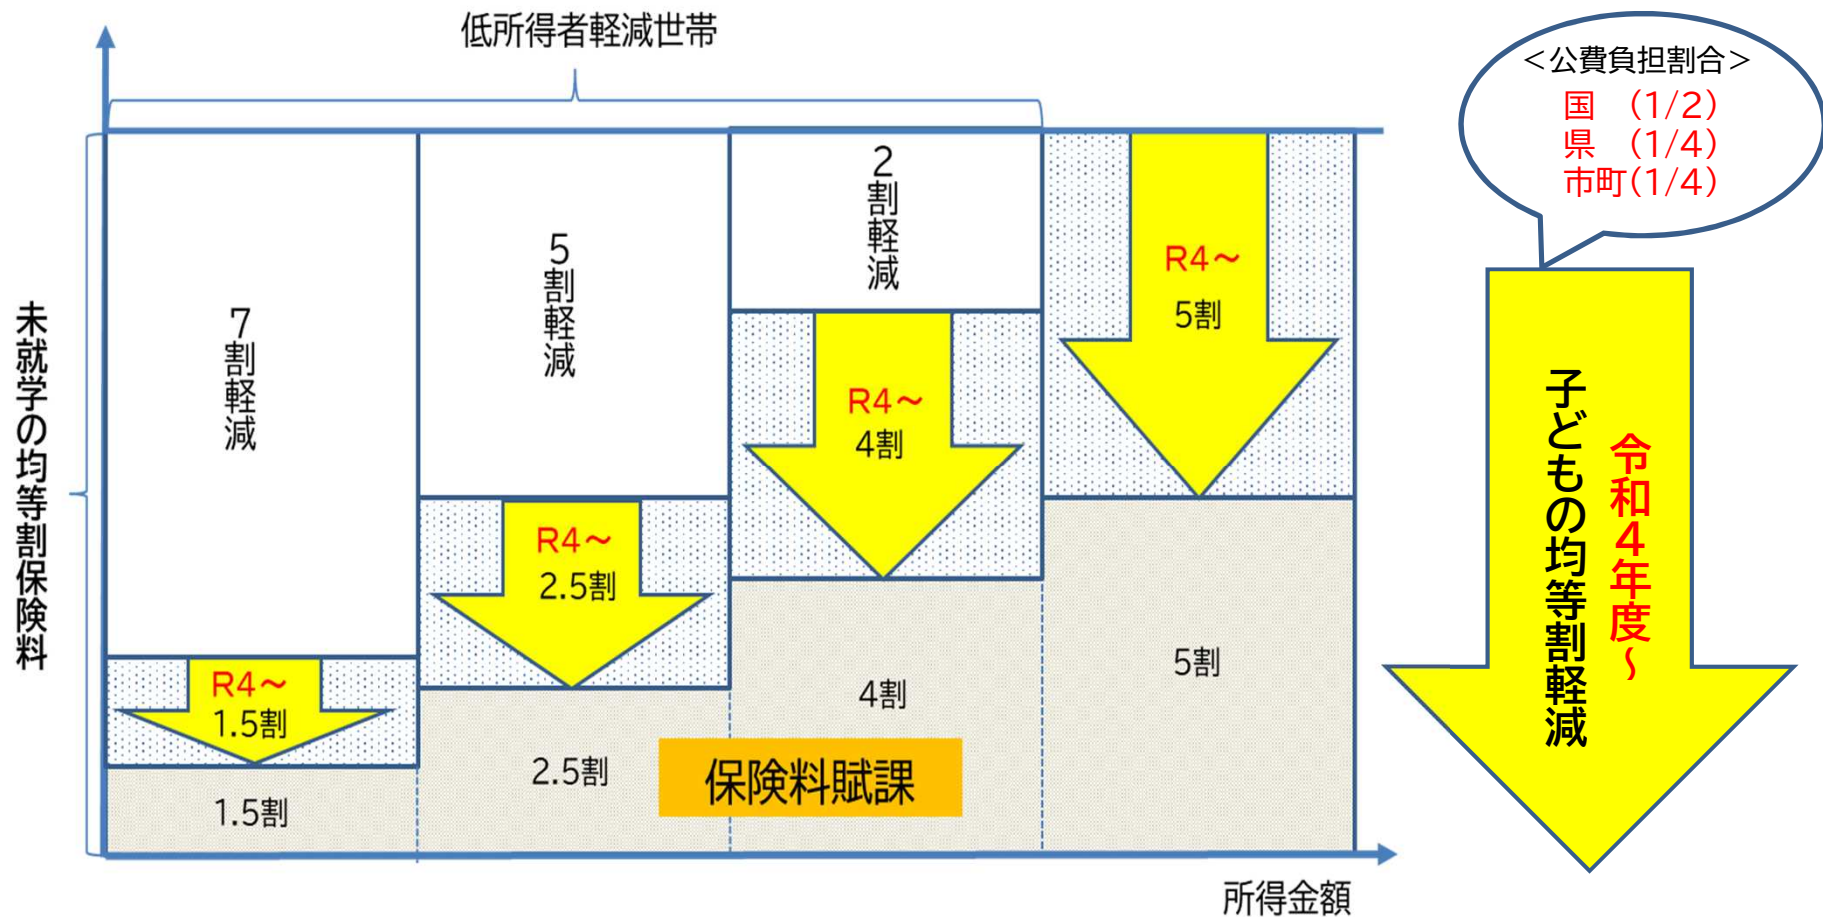 低所得者軽減世帯
未就学の均等割保険料
7割軽減
5割軽減
2割軽減
R4～
1.5割
R4～
2.5割
R4～
4割
R4～
5割
1.5割
2.5割
4割
5割
保険料賦課
所得金額
＜公費負担割合＞
国　（1/2）
県　（1/4）
市町（1/4）
令和4年度～
子どもの均等割軽減